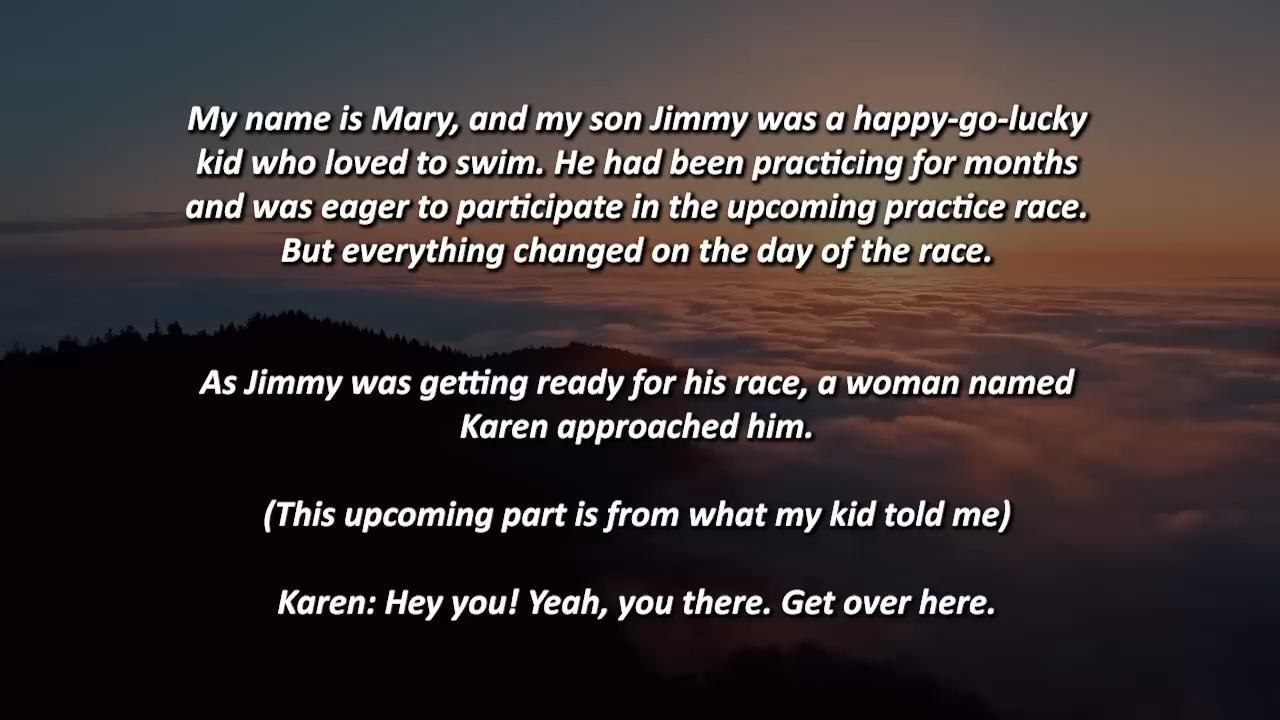 My name is Mary, and my son Jimmy was a happy-go-lucky
kid who loved to swim. He had been practicing for months
and was eager to participate in the upcoming practice race.
But everything changed on the day of the race.
As Jimmy was getting ready for his race, a woman named
Karen approached him.
(This upcoming part is from what my kid told me)
Karen: Hey you! Yeah, you there. Get over here.